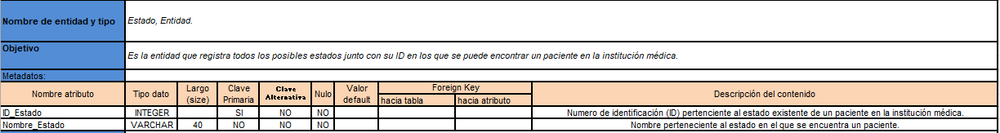 Nombre de entidad y tipo Estado, Entidad.
Objetivo
Es la entidad que registra todos los posibles estados junto con su ID en los que se puede encontrar un paciente en la institución médica.
Metadatos:
Nombre atributo Tipo dato Largo (size) Clave Primaria Clave Alternativa Nulo Valor default Foreign Key Descripción del contenido
hacia tabla hacia atributo
ID_Estado INTEGER SI NO NO Numero de identificación (ID) pertenciente al estado existente de un paciente en la institución médica.
Nombre_Estado VARCHAR 40 NO NO NO Nombre perteneciente al estado en el que se encuentra un paciente.